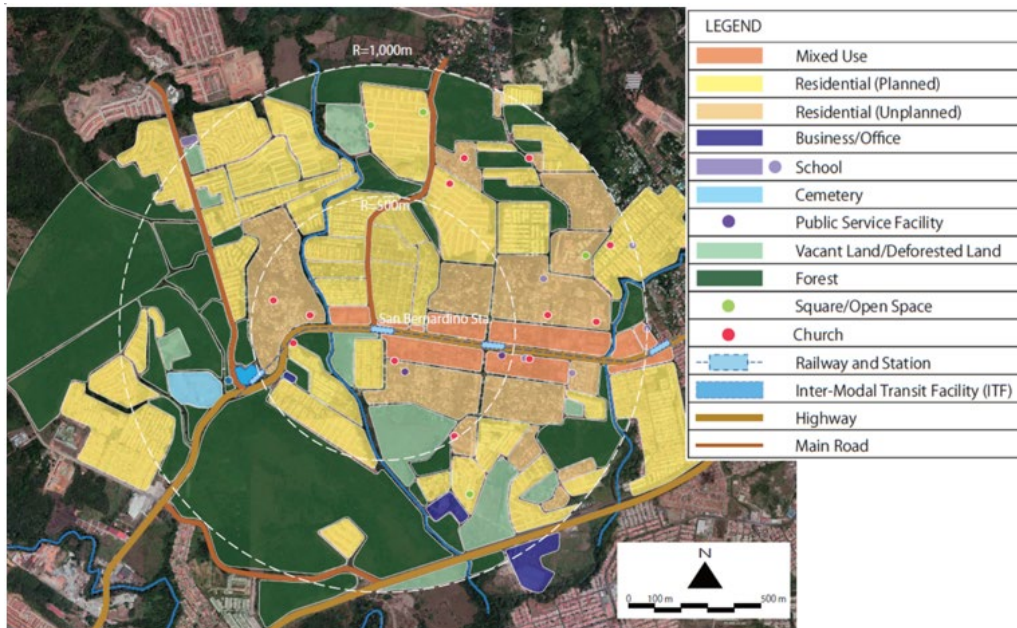 R=1,000m
R=500m
San Bernardino Sta.
LEGEND
Mixed Use
Residential (Planned)
Residential (Unplanned)
Business/Office
School
Cemetery
Public Service Facility
Vacant Land/Deforested Land
Forest
Square/Open Space
Church
Railway and Station
Inter-Modal Transit Facility (ITF)
Highway
Main Road
N
0 100 m 500 m